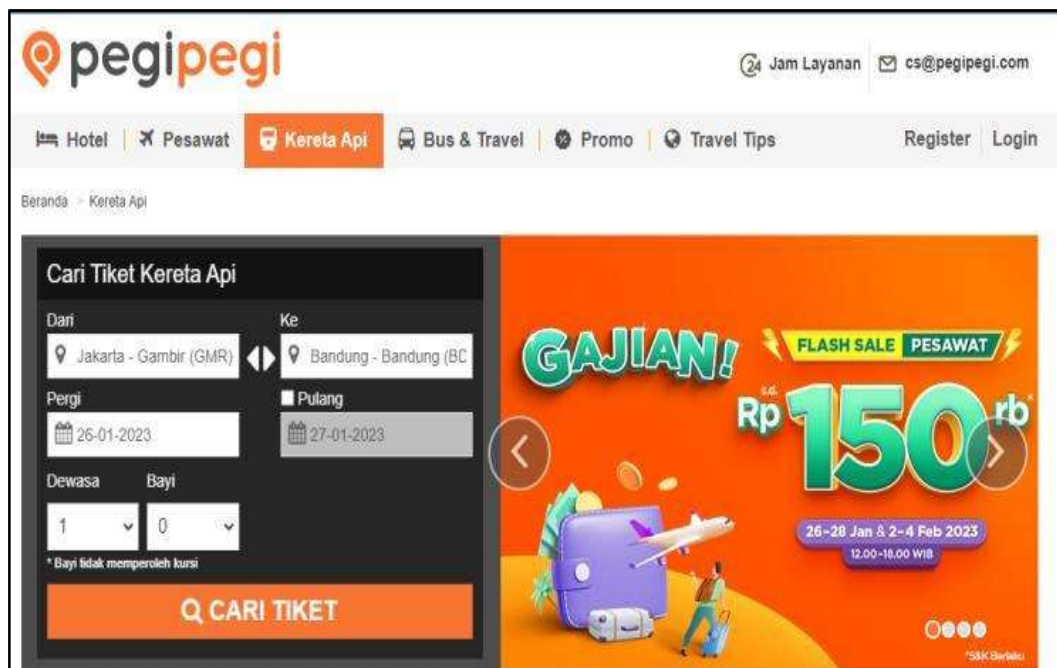 pegipegi
24 Jam Layanan cs@pegipegi.com
Hotel Pesawat Kereta Api Bus & Travel Promo Travel Tips Register Login
Beranda > Kereta Api
Cari Tiket Kereta Api
Dari Ke
Jakarta - Gambir (GMR) Bandung - Bandung (BC
Pergi Pulang
26-01-2023 27-01-2023
Dewasa Bayi
1 0
* Bayi tidak memperoleh kursi
CARI TIKET
GAJIAN!
FLASH SALE PESAWAT
s.d.
Rp 150 rb*
26-28 Jan & 2-4 Feb 2023
12.00-18.00 WIB
*S&K Berlaku